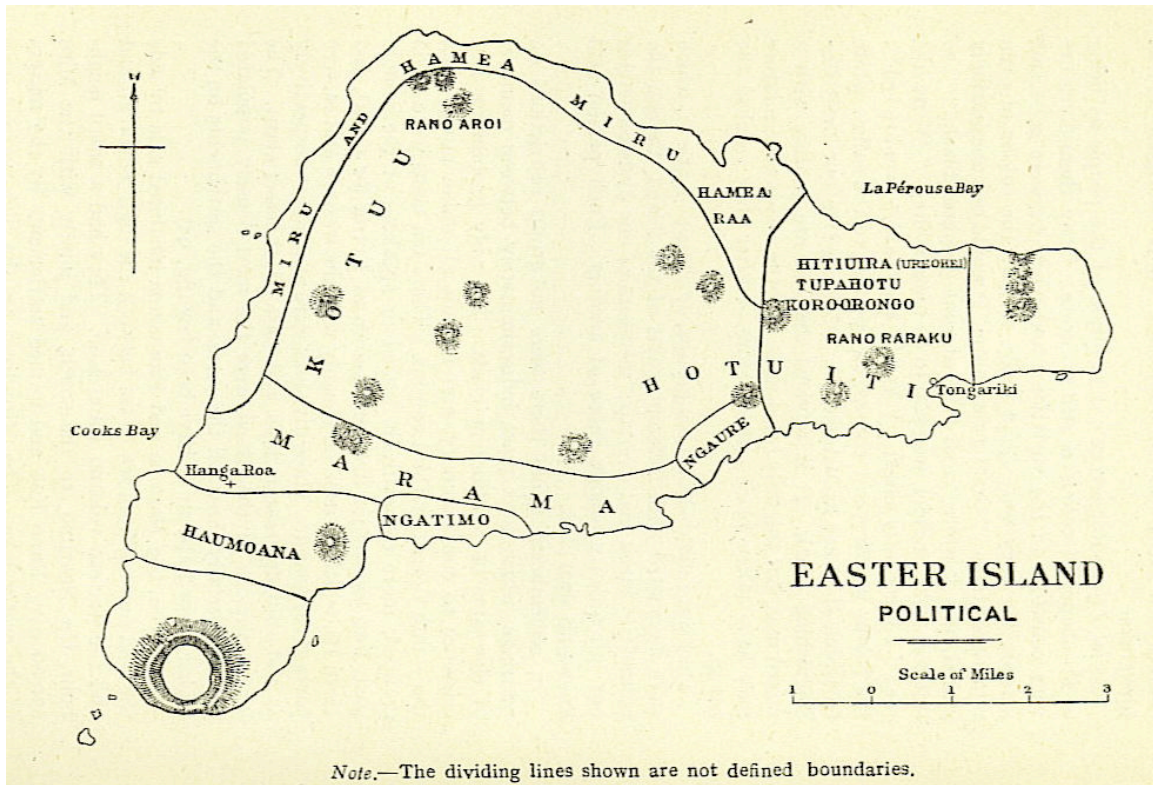 N
HAMEA
MIRU
MIRU AND
RANO AROI
KOTUU
HAMEA
RAA
La Pérouse Bay
HITIUIRA (UREOHEI)
TUPAHOTU
KORO-ORONGO
RANO RARAKU
HOTU ITI
Tongariki
NGAURE
Cooks Bay
MARAMA
Hanga Roa
NGATIMO
HAUMOANA
EASTER ISLAND
POLITICAL
Scale of Miles
1 0 1 2 3
Note.—The dividing lines shown are not defined boundaries.